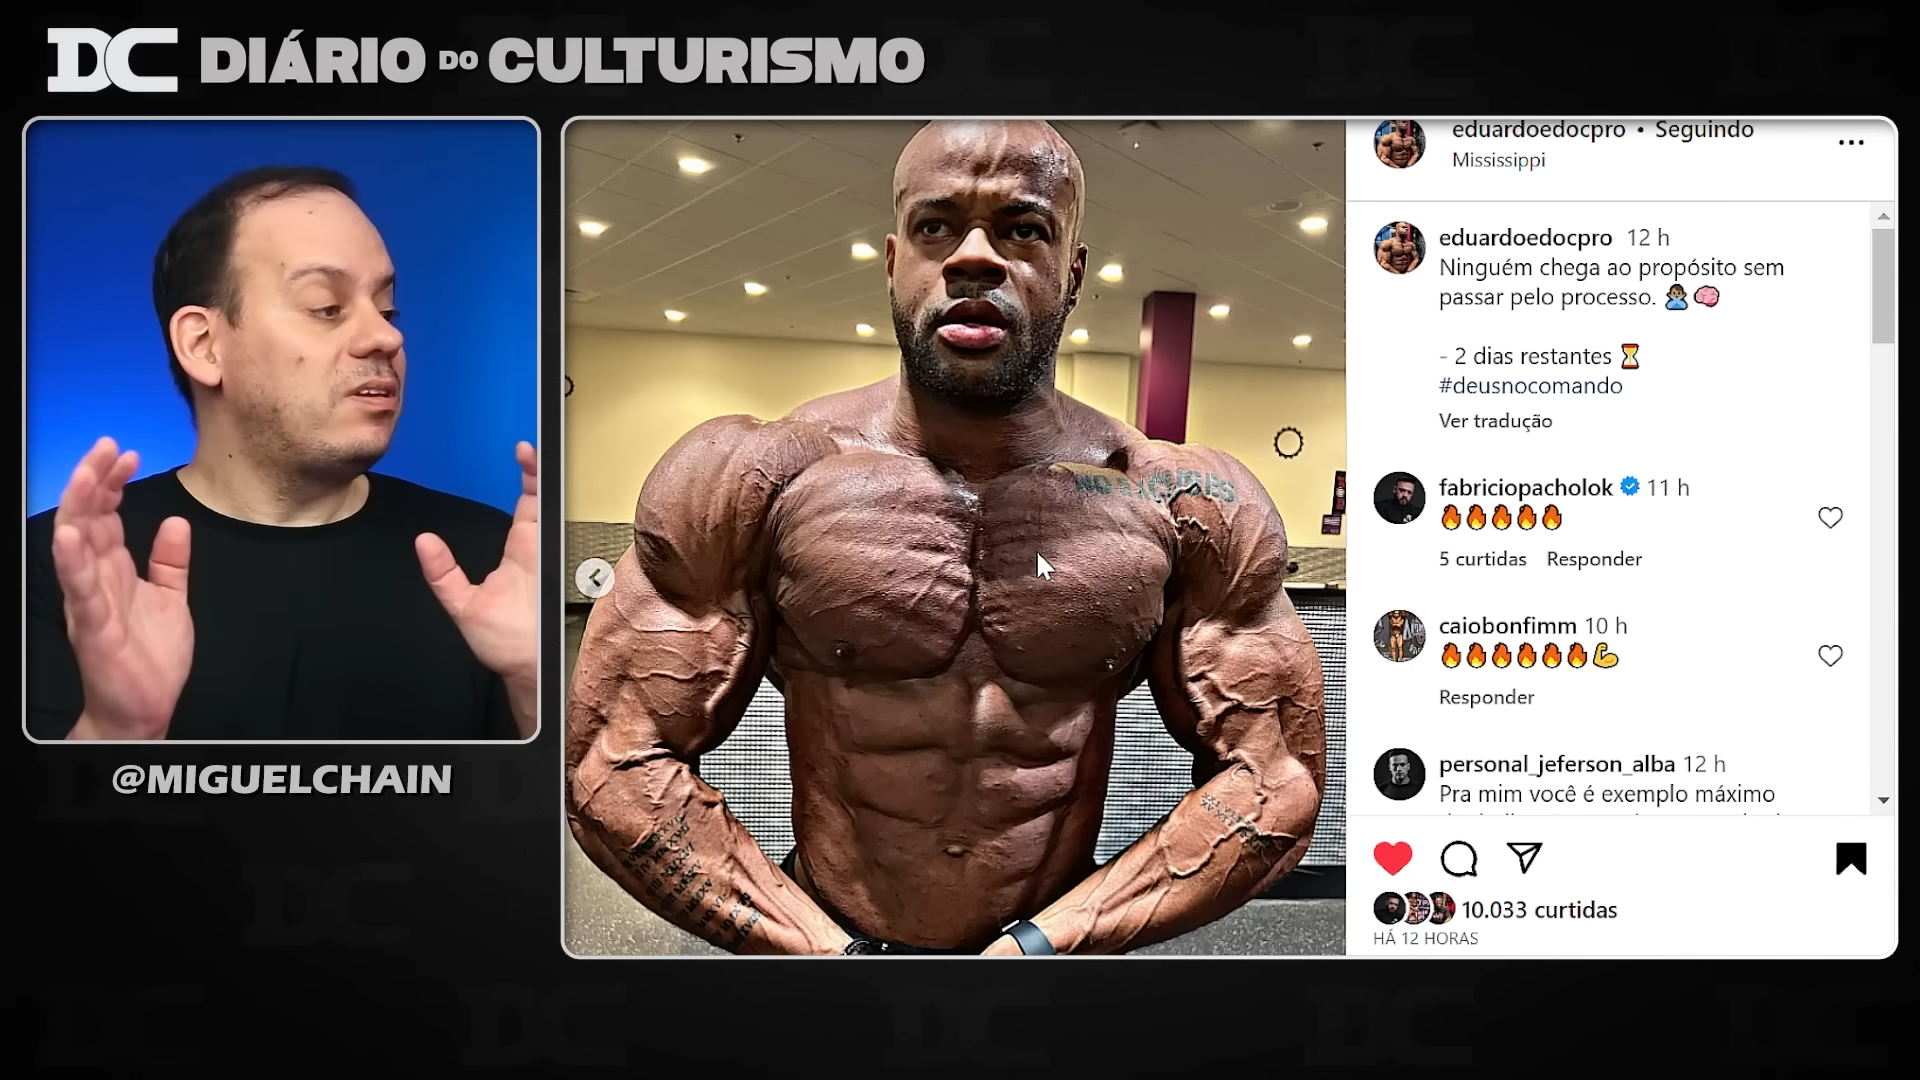 DC DIÁRIO DO CULTURISMO
@MIGUELCHAIN
eduardoedocpro • Seguindo
Mississippi
eduardoedocpro 12 h
Ninguém chega ao propósito sem
passar pelo processo. 🙅🏾‍♂️🧠
- 2 dias restantes ⏳
#deusnocomando
Ver tradução
fabriciopacholok 11 h
🔥🔥🔥🔥🔥
5 curtidas Responder
caiobonfimm 10 h
🔥🔥🔥🔥🔥🔥💪
Responder
personal_jeferson_alba 12 h
Pra mim você é exemplo máximo
10.033 curtidas
HÁ 12 HORAS